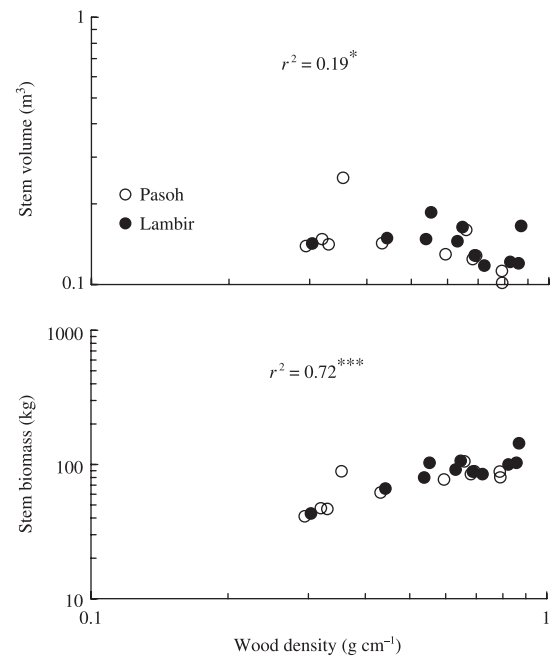 1
Stem volume (m³)
r² = 0.19*
Pasoh
Lambir
0.1
1000
Stem biomass (kg)
r² = 0.72***
100
10
0.1
1
Wood density (g cm⁻¹)